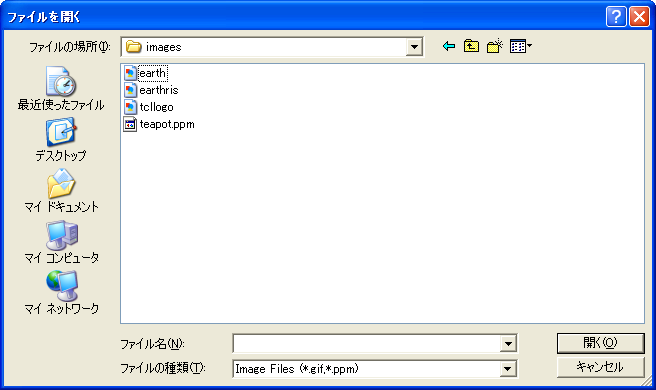 ファイルを開く
ファイルの場所(I):
images
最近使ったファイル
デスクトップ
マイ ドキュメント
マイ コンピュータ
マイ ネットワーク
earth
earthris
tcllogo
teapot.ppm
ファイル名(N):
開く(O)
ファイルの種類(T):
Image Files (*.gif,*.ppm)
キャンセル